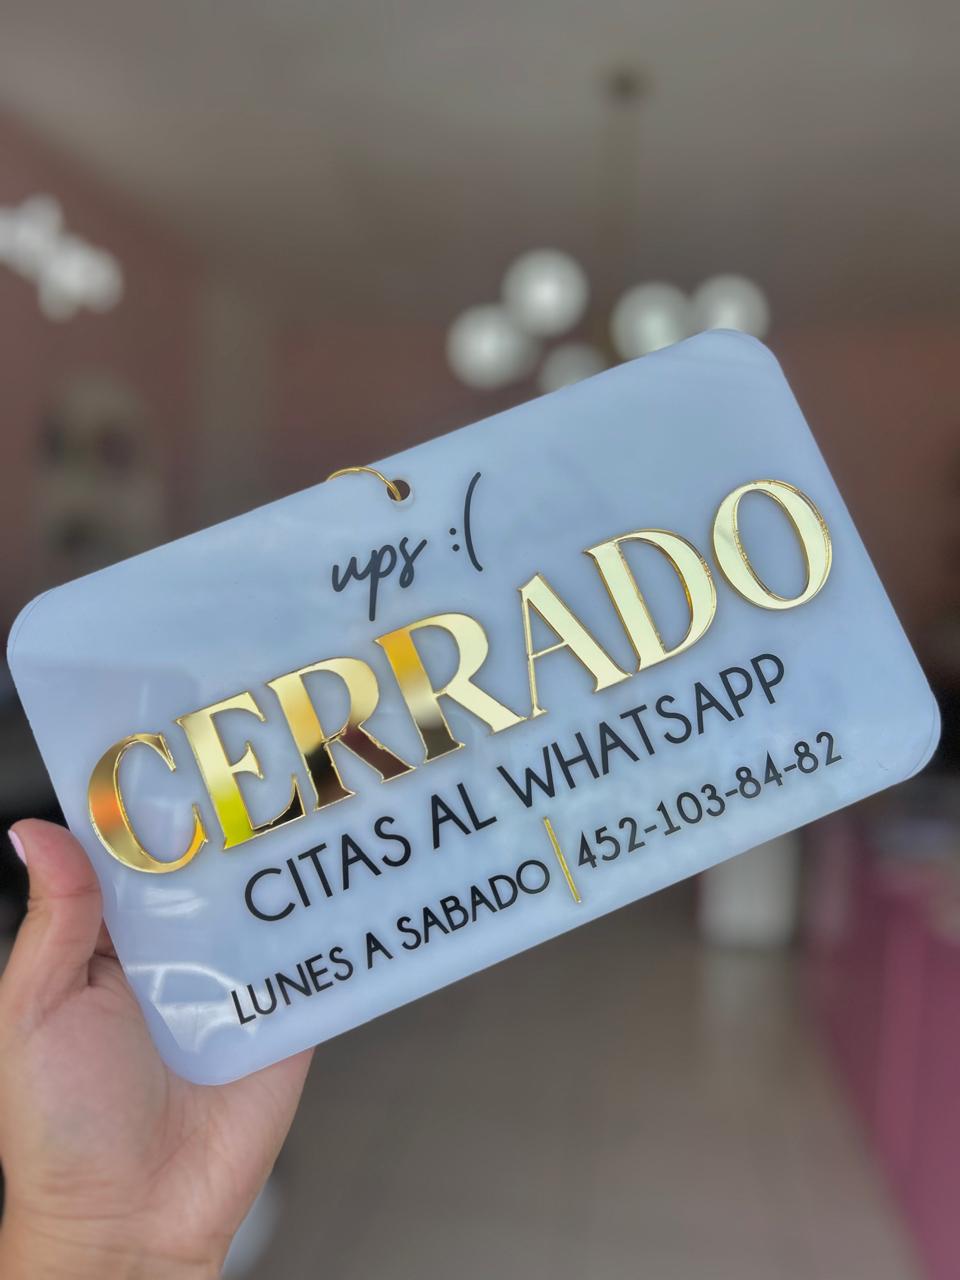 ups :(
CERRADO
CITAS AL WHATSAPP
LUNES A SABADO | 452-103-84-82